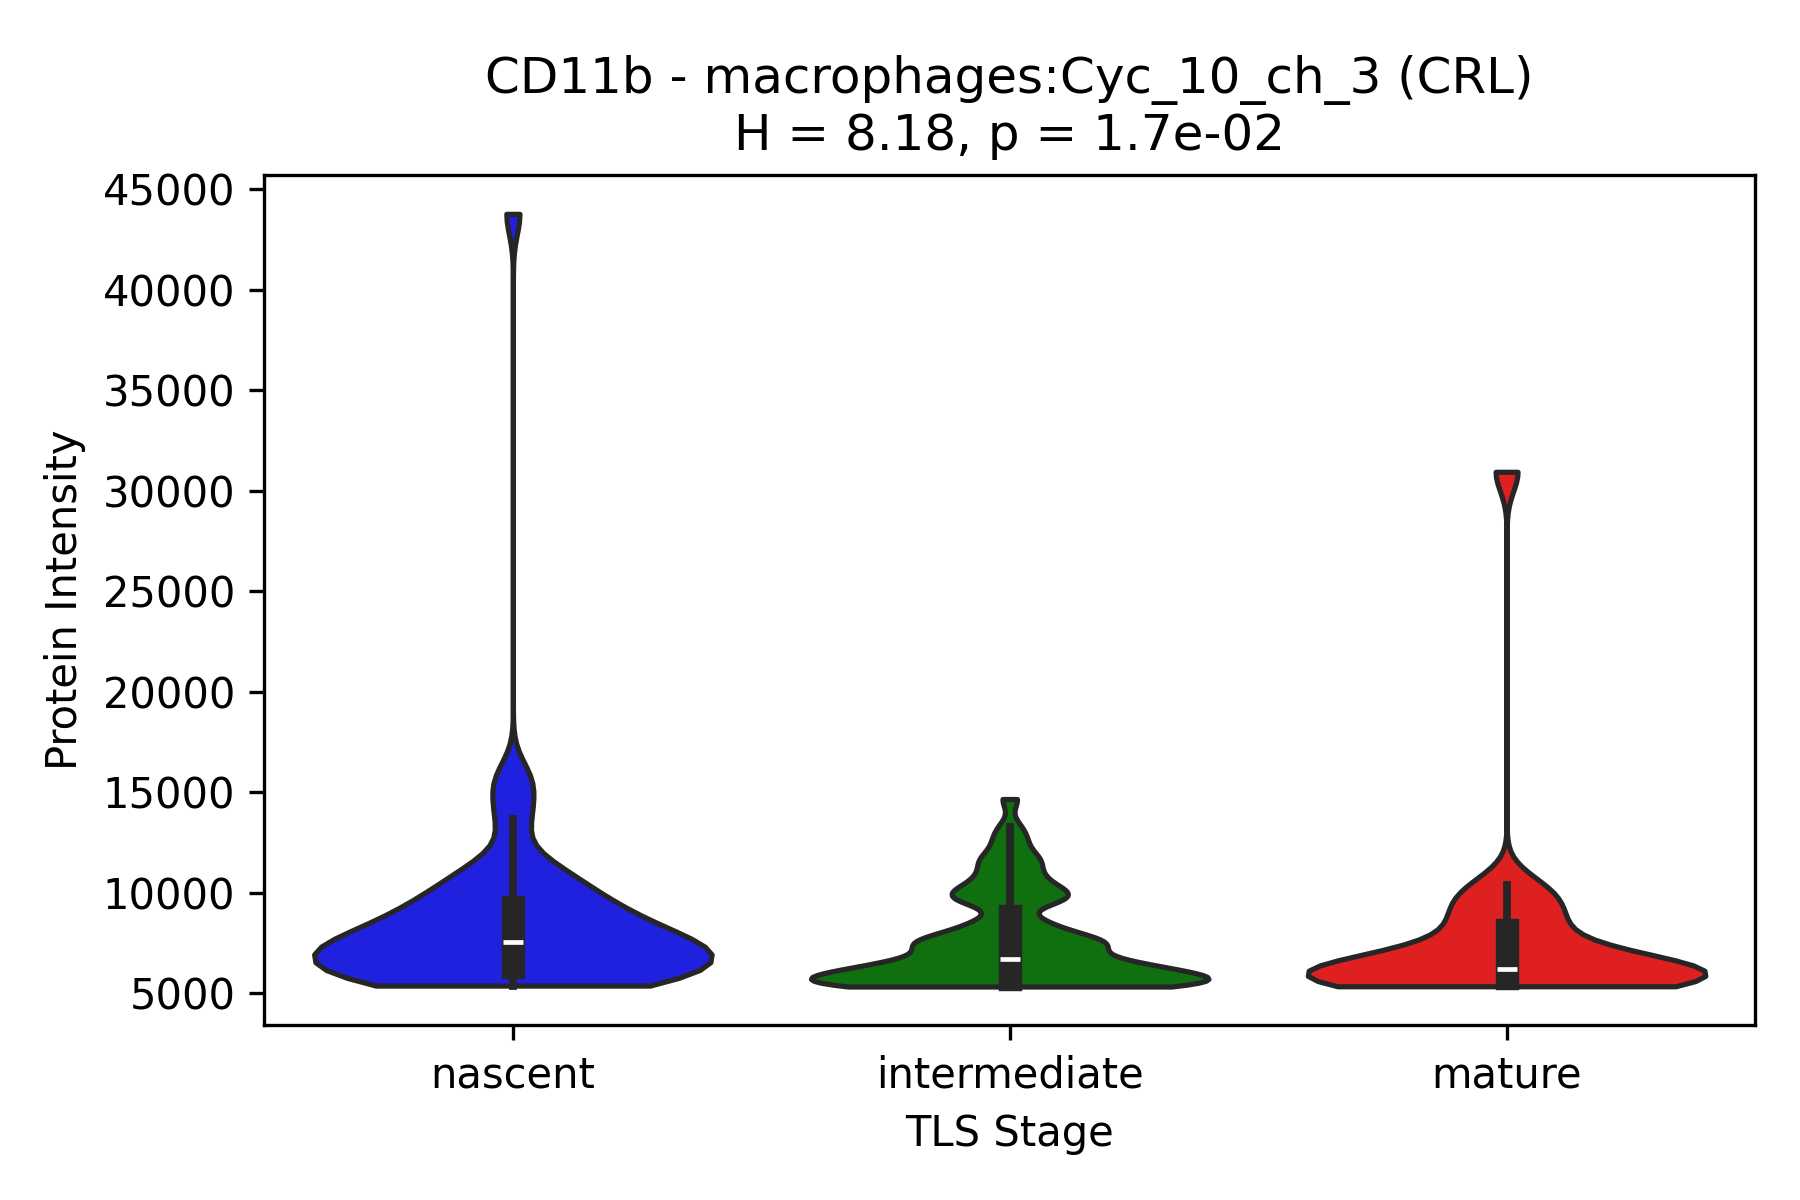 CD11b - macrophages:Cyc_10_ch_3 (CRL)
H = 8.18, p = 1.7e-02
45000
40000
35000
30000
25000
20000
15000
10000
5000
Protein Intensity
nascent
intermediate
mature
TLS Stage